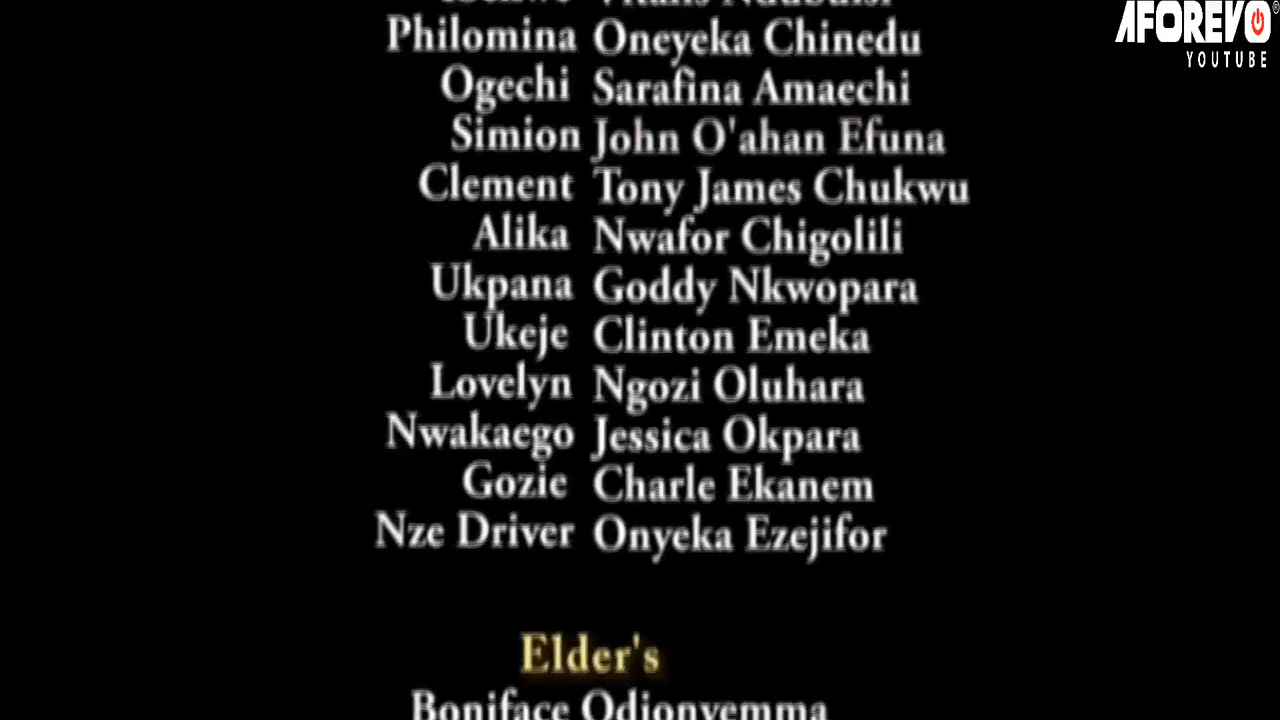 AFOREVO
YOUTUBE
Philomina Oneyeka Chinedu
Ogechi Sarafina Amaechi
Simion John O'ahan Efuna
Clement Tony James Chukwu
Alika Nwafor Chigolili
Ukpana Goddy Nkwopara
Ukeje Clinton Emeka
Lovelyn Ngozi Oluhara
Nwakaego Jessica Okpara
Gozie Charle Ekanem
Nze Driver Onyeka Ezejifor
Elder's
Boniface Odionyemma